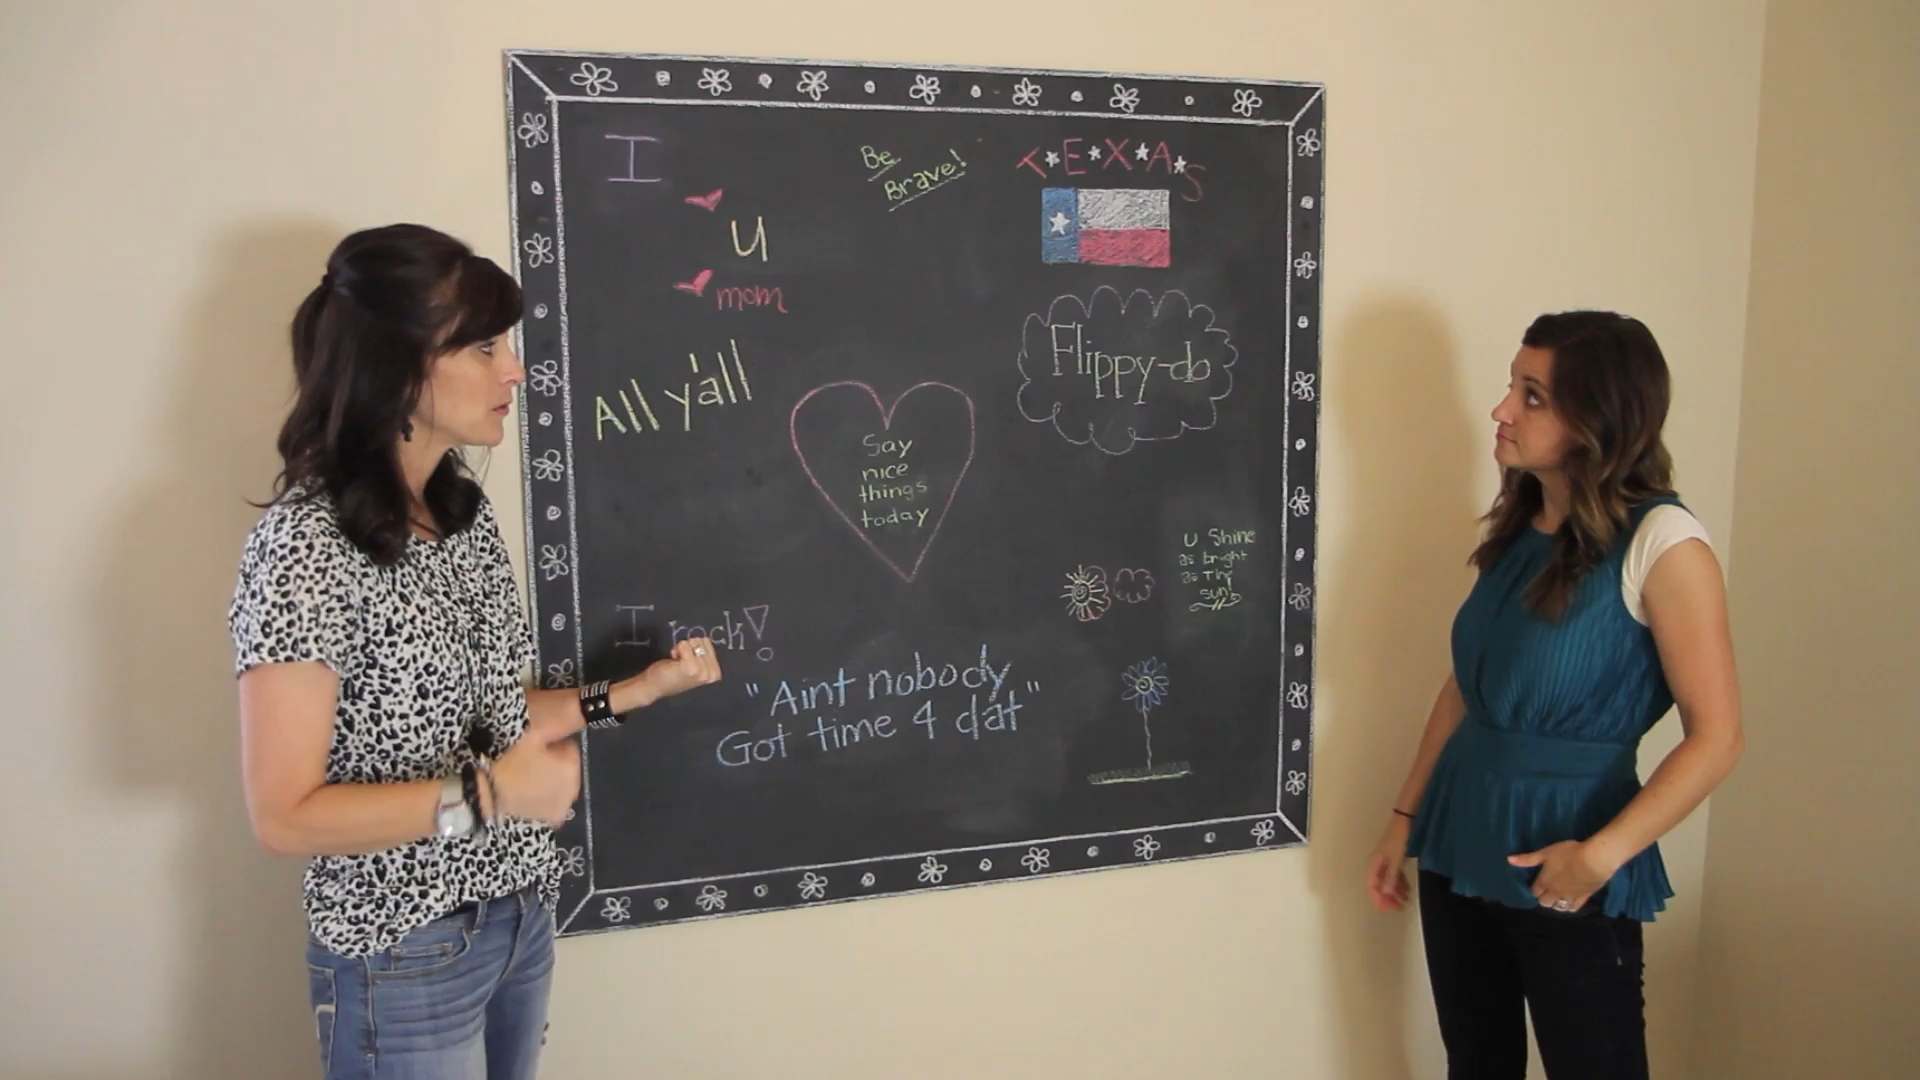 I
U
mom
Be
Brave!
T*E*X*A*S
All y'all
Flippy-do
Say
nice
things
today
U Shine
as bright
as The
sun!
I rock!
"Aint nobody
Got time 4 dat"